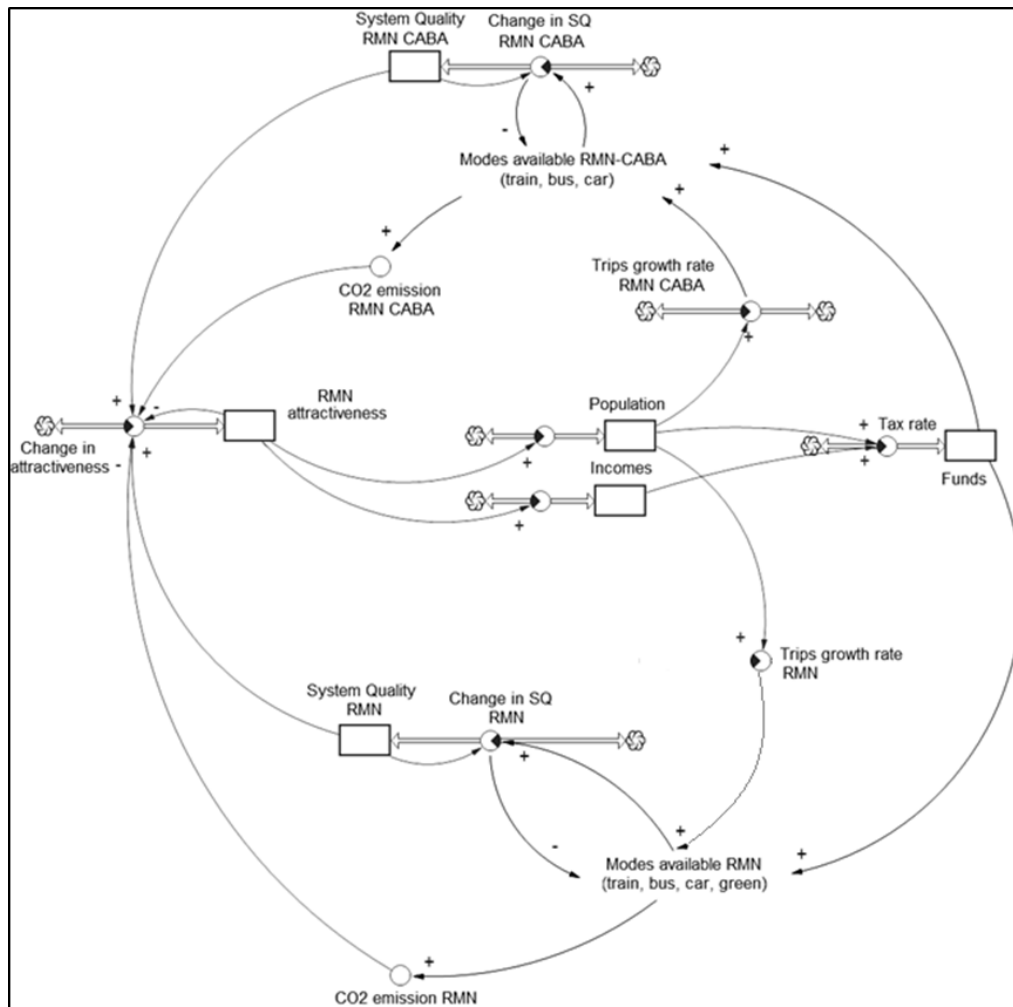 System Quality
RMN CABA
Change in SQ
RMN CABA
+
-
Modes available RMN-CABA
(train, bus, car)
+
+
+
Trips growth rate
RMN CABA
+
CO2 emission
RMN CABA
RMN
attractiveness
+
-
Change in
attractiveness
-
+
Population
+
Incomes
+
+
Tax rate
+
Funds
+
Trips growth rate
RMN
System Quality
RMN
Change in SQ
RMN
+
-
+
Modes available RMN
(train, bus, car, green)
+
+
CO2 emission RMN